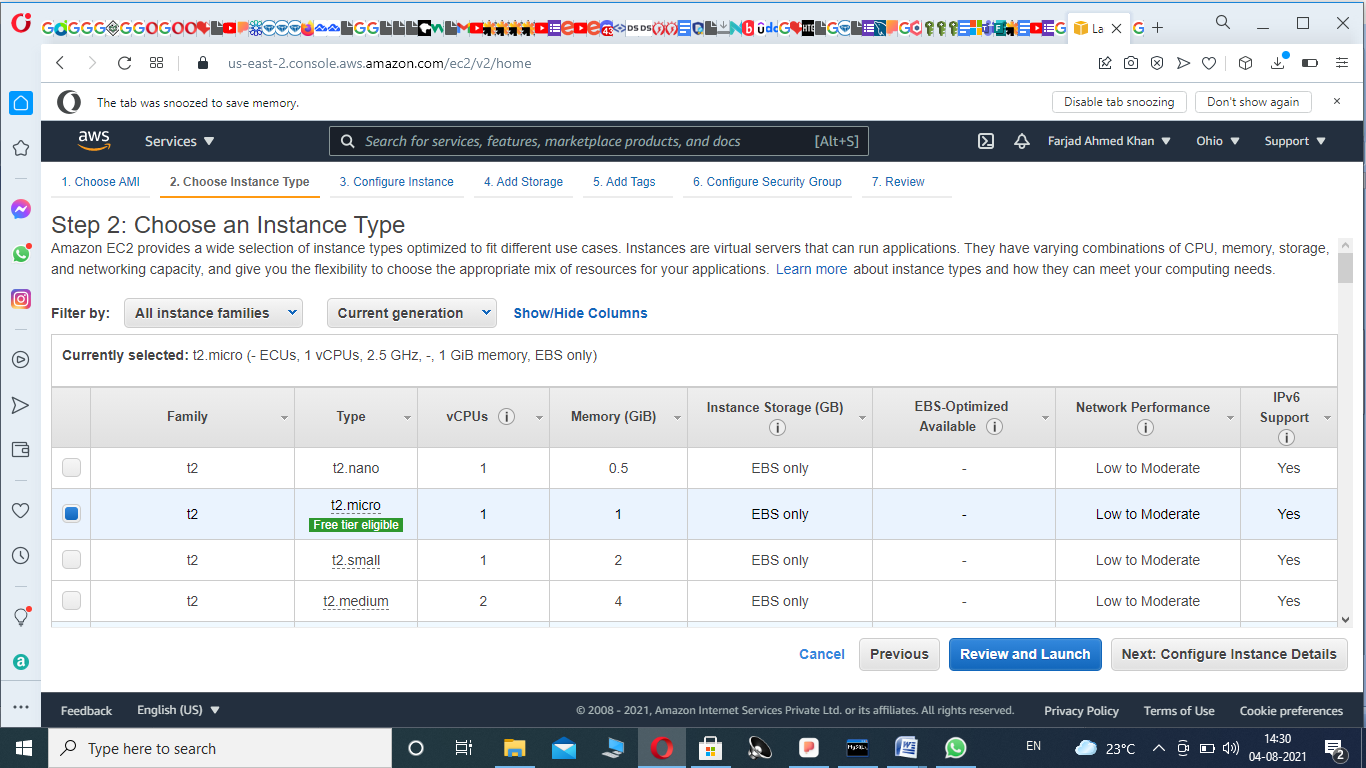 La
us-east-2.console.aws.amazon.com/ec2/v2/home
The tab was snoozed to save memory.
Disable tab snoozing
Don't show again
aws
Services
Search for services, features, marketplace products, and docs
[Alt+S]
Farjad Ahmed Khan
Ohio
Support
1. Choose AMI
2. Choose Instance Type
3. Configure Instance
4. Add Storage
5. Add Tags
6. Configure Security Group
7. Review
Step 2: Choose an Instance Type
Amazon EC2 provides a wide selection of instance types optimized to fit different use cases. Instances are virtual servers that can run applications. They have varying combinations of CPU, memory, storage,
and networking capacity, and give you the flexibility to choose the appropriate mix of resources for your applications. Learn more about instance types and how they can meet your computing needs.
Filter by:
All instance families
Current generation
Show/Hide Columns
Currently selected: t2.micro (- ECUs, 1 vCPUs, 2.5 GHz, -, 1 GiB memory, EBS only)
Family
Type
vCPUs
Memory (GiB)
Instance Storage (GB)
EBS-Optimized
Available
Network Performance
IPv6
Support
t2 t2.nano 1 0.5 EBS only - Low to Moderate Yes
t2 t2.micro 1 1 EBS only - Low to Moderate Yes
Free tier eligible
t2 t2.small 1 2 EBS only - Low to Moderate Yes
t2 t2.medium 2 4 EBS only - Low to Moderate Yes
Cancel
Previous
Review and Launch
Next: Configure Instance Details
Feedback
English (US)
© 2008 - 2021, Amazon Internet Services Private Ltd. or its affiliates. All rights reserved.
Privacy Policy
Terms of Use
Cookie preferences
Type here to search
EN
23°C
14:30
04-08-2021
2